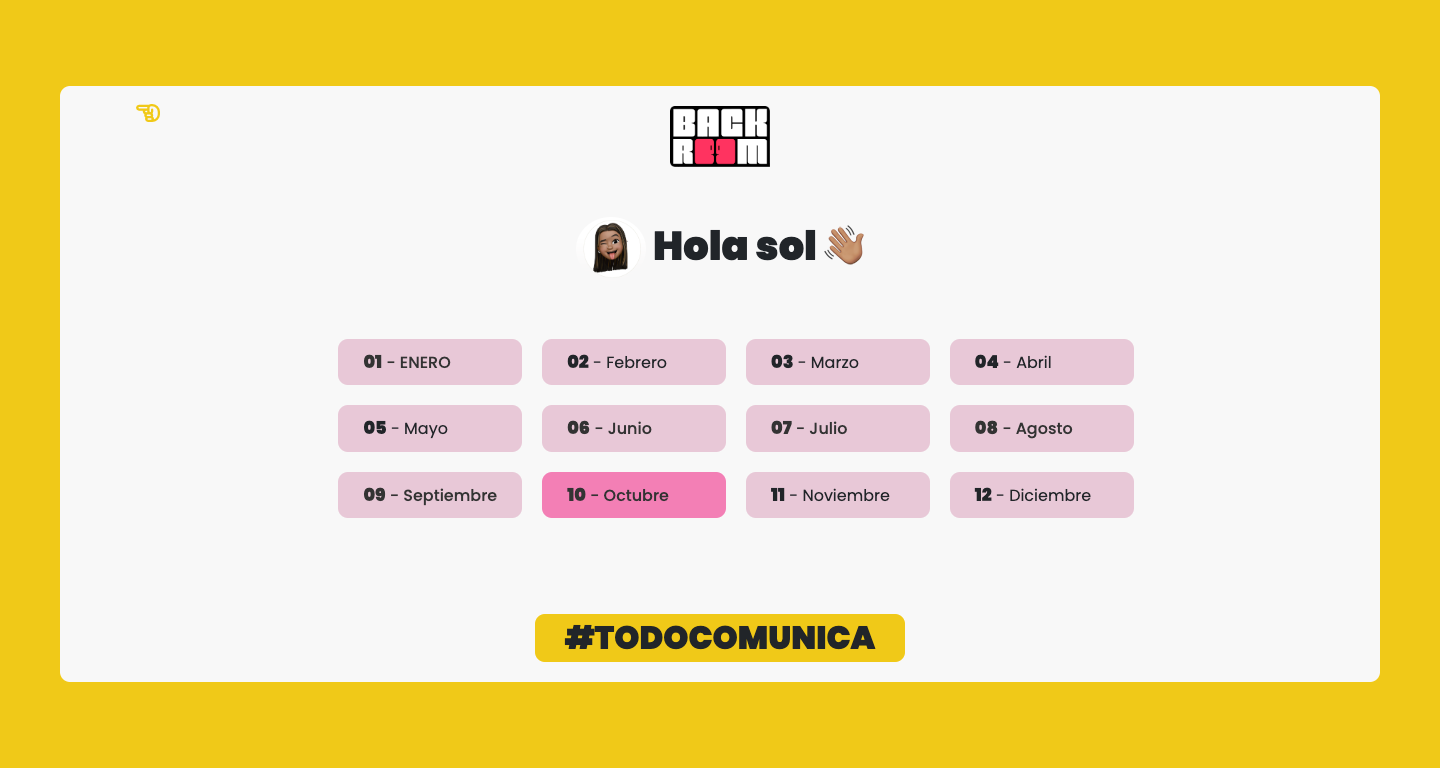 BACK
ROOM
Hola sol 👋🏽
01 - ENERO
02 - Febrero
03 - Marzo
04 - Abril
05 - Mayo
06 - Junio
07 - Julio
08 - Agosto
09 - Septiembre
10 - Octubre
11 - Noviembre
12 - Diciembre
#TODOCOMUNICA